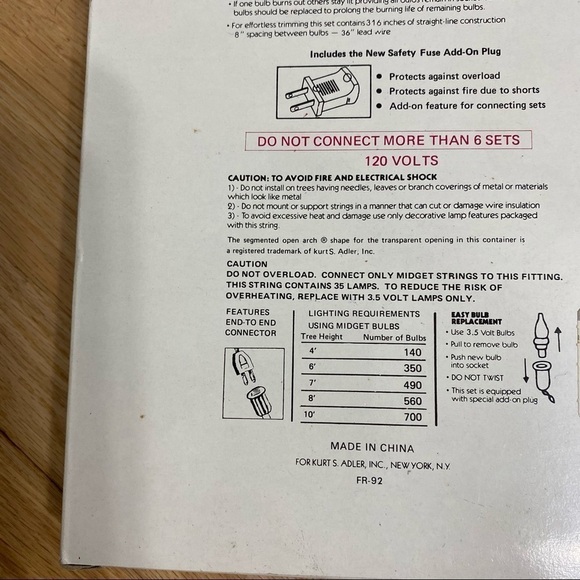 • If one bulb burns out others stay lit providing all bulbs remain in
bulbs should be replaced to prolong the burning life of remaining bulbs.
• For effortless trimming this set contains 316 inches of straight-line construction
8" spacing between bulbs — 36" lead wire
Includes the New Safety Fuse Add-On Plug
• Protects against overload
• Protects against fire due to shorts
• Add-on feature for connecting sets
DO NOT CONNECT MORE THAN 6 SETS
120 VOLTS
CAUTION: TO AVOID FIRE AND ELECTRICAL SHOCK
1) - Do not install on trees having needles, leaves or branch coverings of metal or materials
which look like metal
2) - Do not mount or support strings in a manner that can cut or damage wire insulation
3) - To avoid excessive heat and damage use only decorative lamp features packaged
with this string.
The segmented open arch ® shape for the transparent opening in this container is
a registered trademark of kurt S. Adler, Inc.
CAUTION
DO NOT OVERLOAD. CONNECT ONLY MIDGET STRINGS TO THIS FITTING.
THIS STRING CONTAINS 35 LAMPS. TO REDUCE THE RISK OF
OVERHEATING, REPLACE WITH 3.5 VOLT LAMPS ONLY.
FEATURES
END-TO END
CONNECTOR
LIGHTING REQUIREMENTS
USING MIDGET BULBS
Tree Height Number of Bulbs
4' 140
6' 350
7' 490
8' 560
10' 700
EASY BULB
REPLACEMENT
• Use 3.5 Volt Bulbs
• Pull to remove bulb
• Push new bulb
into socket
• DO NOT TWIST
• This set is equipped
with special add-on plug
MADE IN CHINA
FOR KURT S. ADLER, INC., NEW YORK, N.Y.
FR-92